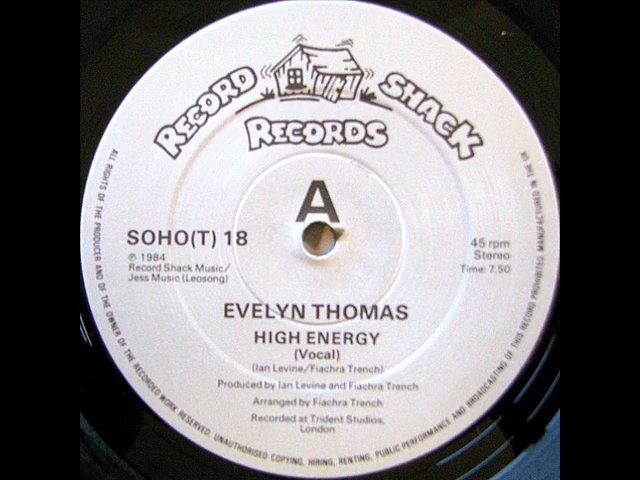 RECORD SHACK
RECORDS
A
SOHO(T) 18
℗ 1984
Record Shack Music/
Jess Music (Leosong)
45 rpm
Stereo
Time: 7.50
EVELYN THOMAS
HIGH ENERGY
(Vocal)
(Ian Levine/Fiachra Trench)
Produced by Ian Levine and Fiachra Trench
Arranged by Fiachra Trench
Recorded at Trident Studios,
London
ALL RIGHTS OF THE PRODUCER AND OF THE OWNER OF THE RECORDED WORK RESERVED. UNAUTHORISED COPYING, HIRING, RENTING, PUBLIC PERFORMANCE AND BROADCASTING OF THIS RECORD PROHIBITED. MANUFACTURED IN THE UK